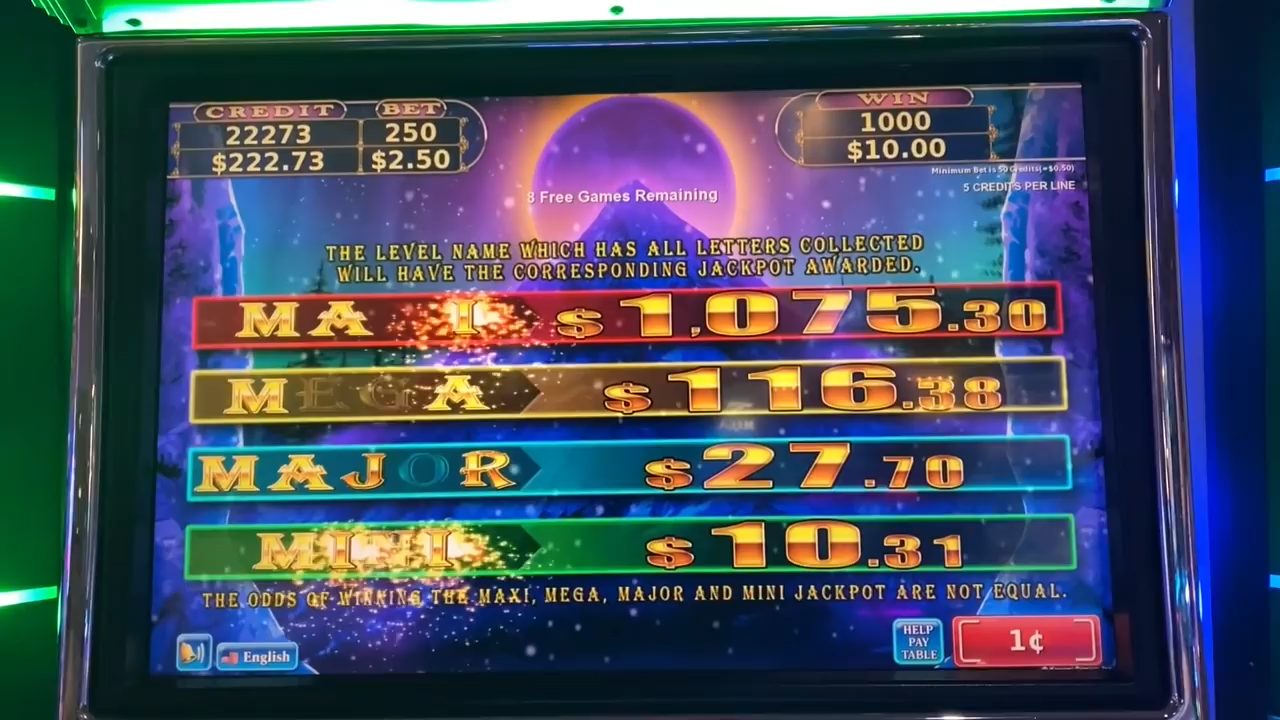 CREDIT BET WIN
22273 250 1000
$222.73 $2.50 $10.00
Minimum Bet is 50 Credits(=$0.50)
5 CREDITS PER LINE
8 Free Games Remaining
THE LEVEL NAME WHICH HAS ALL LETTERS COLLECTED
WILL HAVE THE CORRESPONDING JACKPOT AWARDED.
MA I $1,075.30
MEGA $116.38
MAJOR $27.70
MINI $10.31
THE ODDS OF WINNING THE MAXI, MEGA, MAJOR AND MINI JACKPOT ARE NOT EQUAL.
English
HELP
PAY
TABLE
1¢